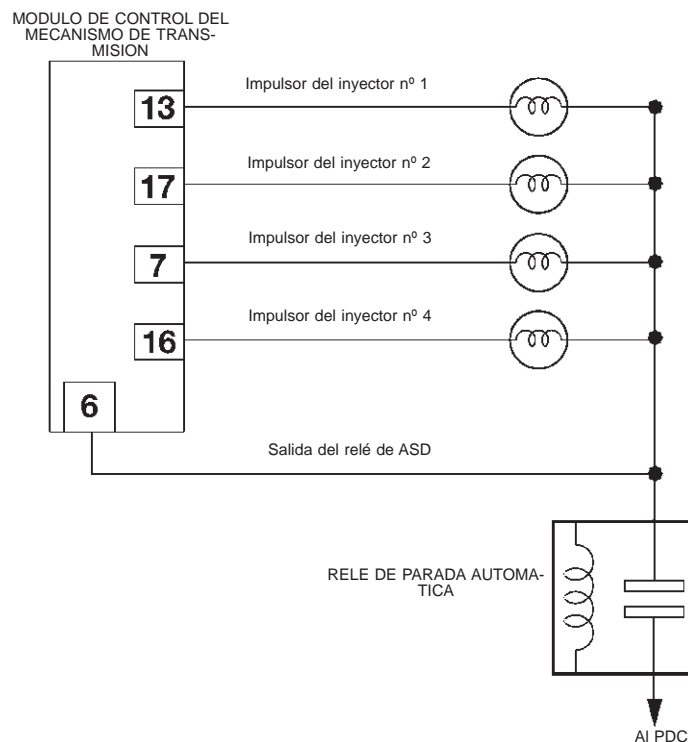 MODULO DE CONTROL DEL
MECANISMO DE TRANS-
MISION
13
Impulsor del inyector nº 1
17
Impulsor del inyector nº 2
7
Impulsor del inyector nº 3
16
Impulsor del inyector nº 4
6
Salida del relé de ASD
RELE DE PARADA AUTOMA-
TICA
Al PDC